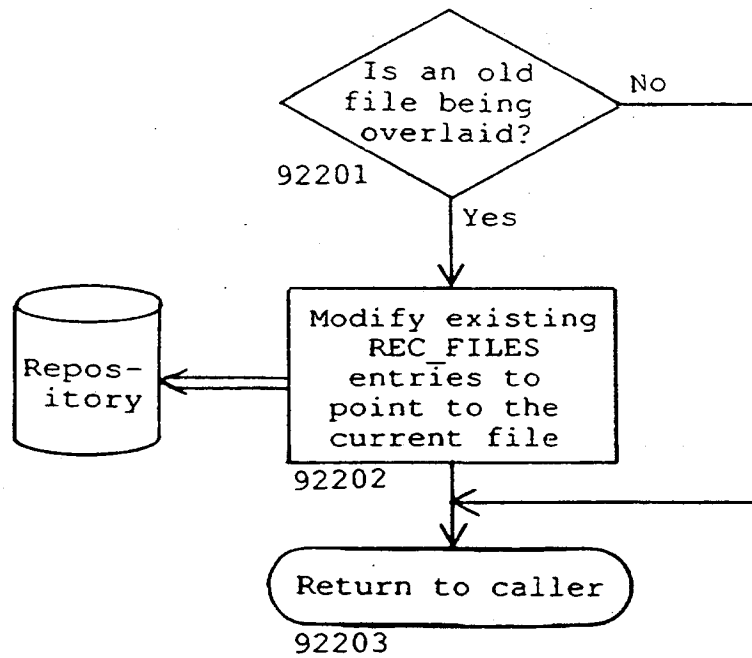 Is an old
file being
overlaid?
No
92201
Yes
Modify existing
REC_FILES
entries to
point to the
current file
Repos-
itory
92202
Return to caller
92203